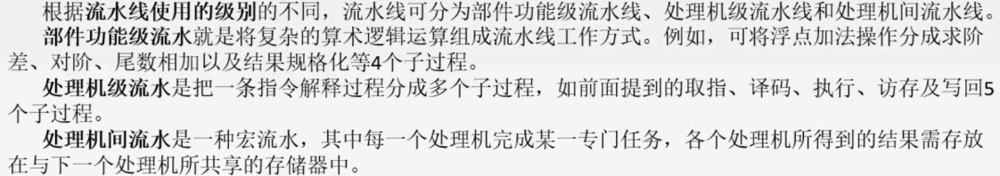 根据流水线使用的级别的不同，流水线可分为部件功能级流水线、处理机级流水线和处理机间流水线。
部件功能级流水就是将复杂的算术逻辑运算组成流水线工作方式。例如，可将浮点加法操作分成求阶
差、对阶、尾数相加以及结果规格化等4个子过程。
处理机级流水是把一条指令解释过程分成多个子过程，如前面提到的取指、译码、执行、访存及写回5
个子过程。
处理机间流水是一种宏流水，其中每一个处理机完成某一专门任务，各个处理机所得到的结果需存放
在与下一个处理机所共享的存储器中。